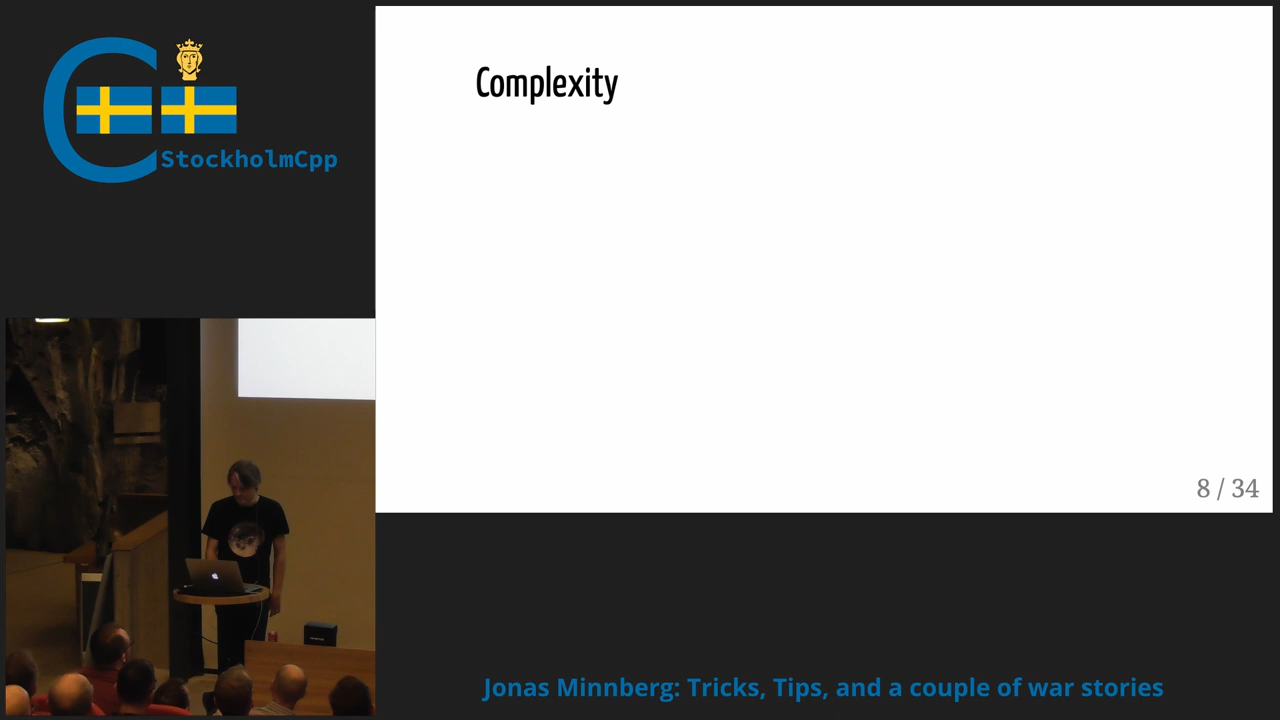 StockholmCpp
Complexity
8 / 34
Jonas Minnberg: Tricks, Tips, and a couple of war stories